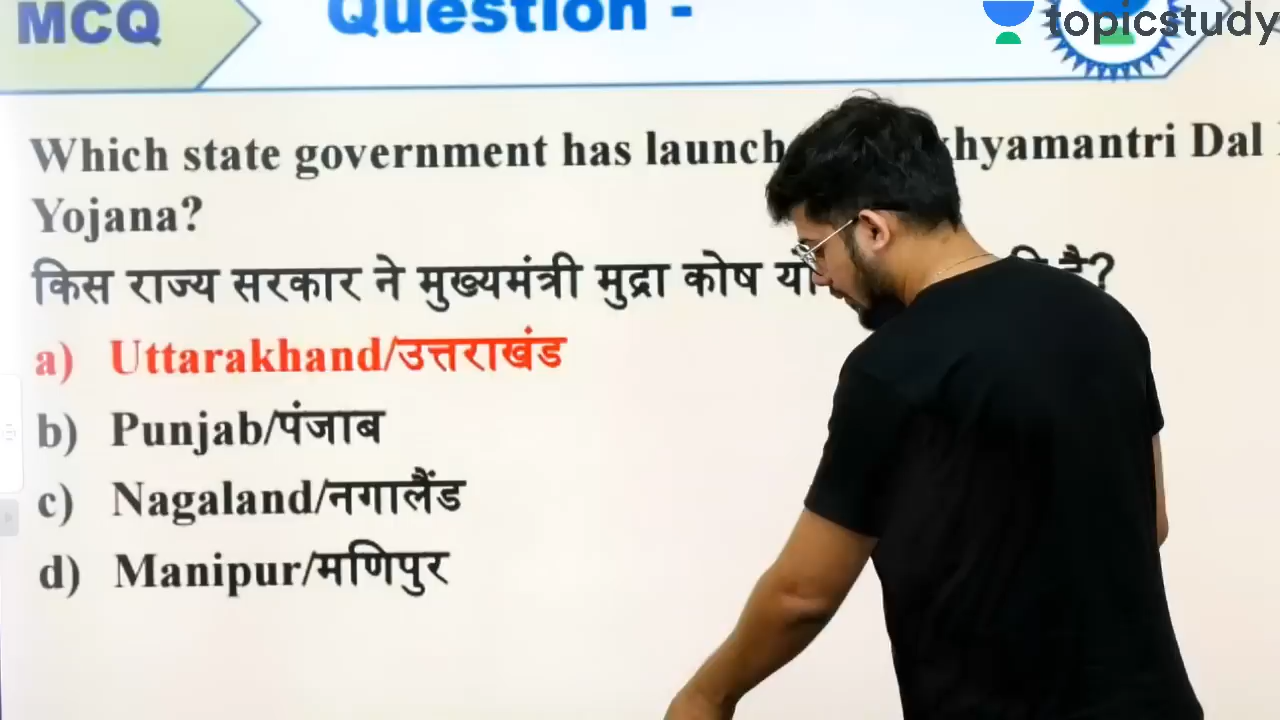 MCQ Question -
topicstudy
Which state government has launch hyamantri Dal
Yojana?
किस राज्य सरकार ने मुख्यमंत्री मुद्रा कोष है?
a) Uttarakhand/उत्तराखंड
b) Punjab/पंजाब
c) Nagaland/नगालैंड
d) Manipur/मणिपुर